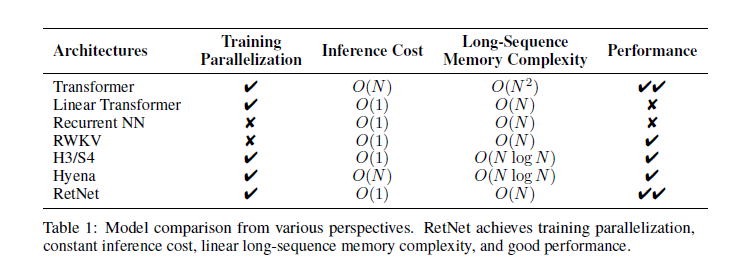 Architectures Training Parallelization Inference Cost Long-Sequence Memory Complexity Performance
Transformer ✔ O(N) O(N²) ✔✔
Linear Transformer ✔ O(1) O(N) ✘
Recurrent NN ✘ O(1) O(N) ✘
RWKV ✘ O(1) O(N) ✔
H3/S4 ✔ O(1) O(N log N) ✔
Hyena ✔ O(N) O(N log N) ✔
RetNet ✔ O(1) O(N) ✔✔
Table 1: Model comparison from various perspectives. RetNet achieves training parallelization,
constant inference cost, linear long-sequence memory complexity, and good performance.